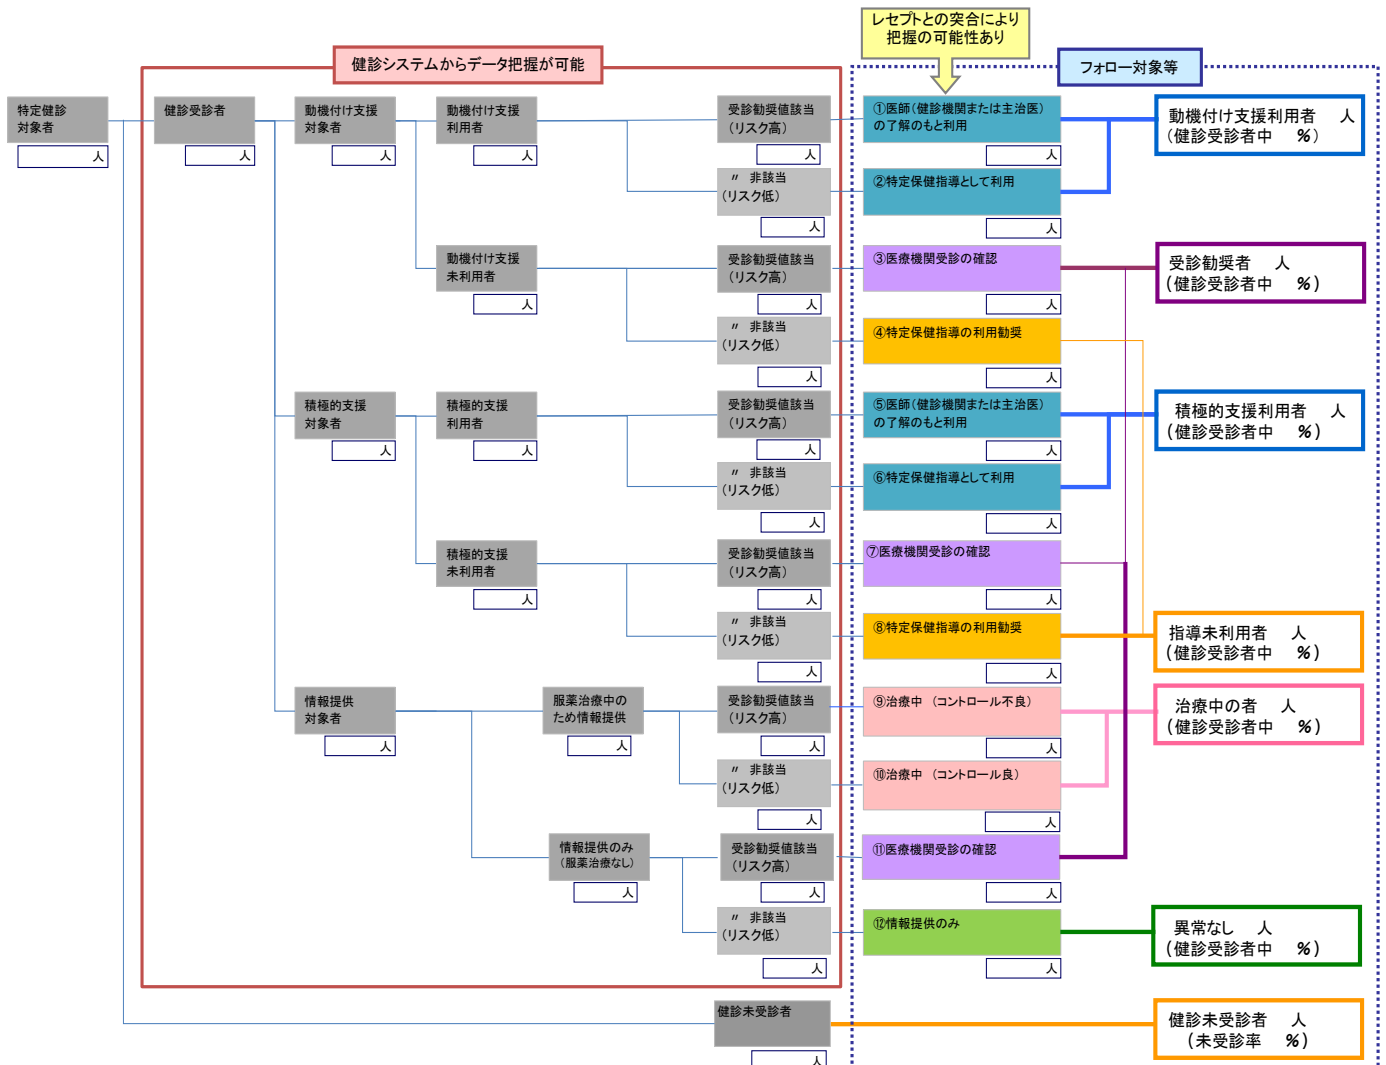 レセプトとの突合により
把握の可能性あり
健診システムからデータ把握が可能
フォロー対象等
特定健診
対象者
人
健診受診者
人
動機付け支援
対象者
人
動機付け支援
利用者
人
受診勧奨値該当
(リスク高)
人
①医師(健診機関または主治医)
の了解のもと利用
人
動機付け支援利用者 人
(健診受診者中 %)
〃 非該当
(リスク低)
人
②特定保健指導として利用
人
動機付け支援
未利用者
人
受診勧奨値該当
(リスク高)
人
③医療機関受診の確認
人
受診勧奨者 人
(健診受診者中 %)
〃 非該当
(リスク低)
人
④特定保健指導の利用勧奨
人
積極的支援
対象者
人
積極的支援
利用者
人
受診勧奨値該当
(リスク高)
人
⑤医師(健診機関または主治医)
の了解のもと利用
人
積極的支援利用者 人
(健診受診者中 %)
〃 非該当
(リスク低)
人
⑥特定保健指導として利用
人
積極的支援
未利用者
人
受診勧奨値該当
(リスク高)
人
⑦医療機関受診の確認
人
〃 非該当
(リスク低)
人
⑧特定保健指導の利用勧奨
人
指導未利用者 人
(健診受診者中 %)
情報提供
対象者
人
服薬治療中の
ため情報提供
人
受診勧奨値該当
(リスク高)
人
⑨治療中 (コントロール不良)
人
治療中の者 人
(健診受診者中 %)
〃 非該当
(リスク低)
人
⑩治療中 (コントロール良)
人
情報提供のみ
(服薬治療なし)
人
受診勧奨値該当
(リスク高)
人
⑪医療機関受診の確認
人
〃 非該当
(リスク低)
人
⑫情報提供のみ
人
異常なし 人
(健診受診者中 %)
健診未受診者
人
健診未受診者 人
(未受診率 %)